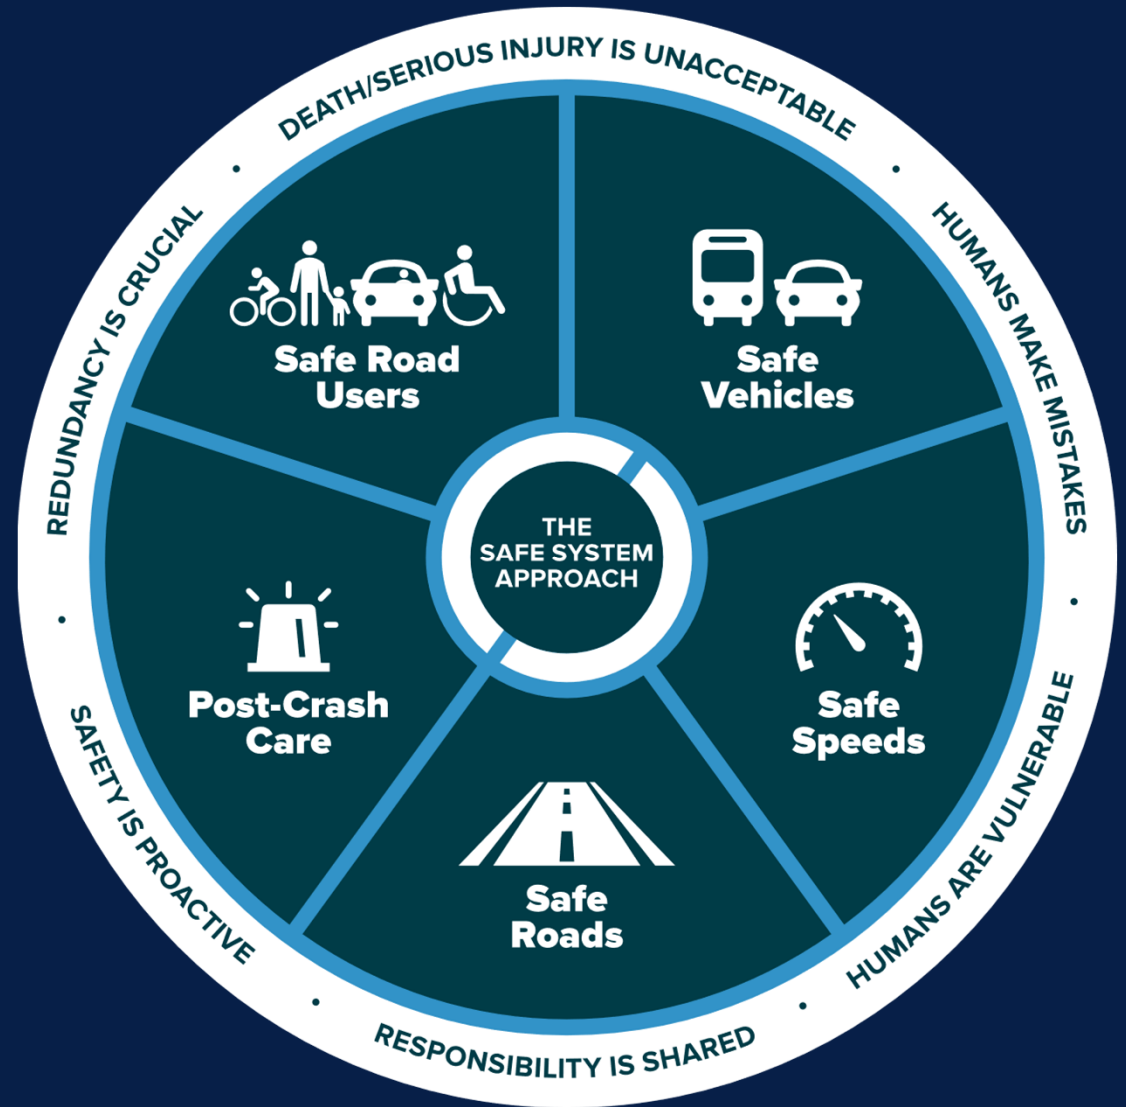 DEATH/SERIOUS INJURY IS UNACCEPTABLE
HUMANS MAKE MISTAKES
HUMANS ARE VULNERABLE
RESPONSIBILITY IS SHARED
SAFETY IS PROACTIVE
REDUNDANCY IS CRUCIAL
Safe Road
Users
Safe
Vehicles
Safe
Speeds
Safe
Roads
Post-Crash
Care
THE
SAFE SYSTEM
APPROACH